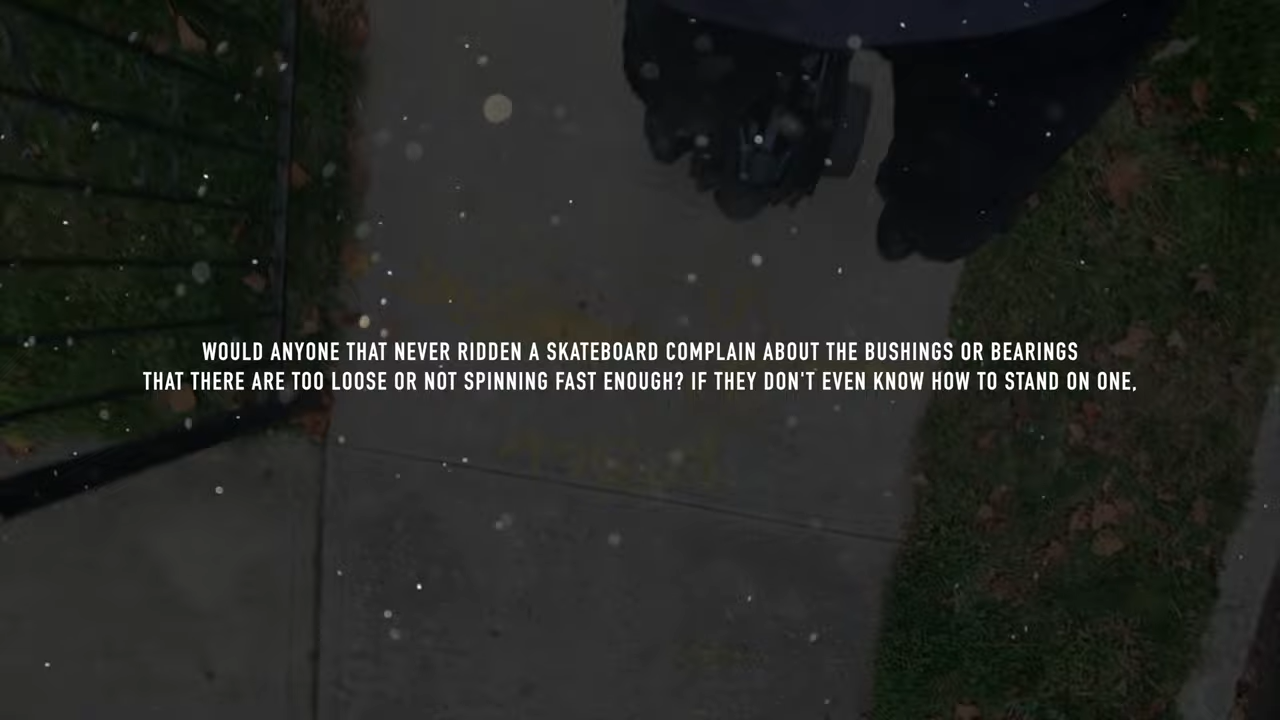 WOULD ANYONE THAT NEVER RIDDEN A SKATEBOARD COMPLAIN ABOUT THE BUSHINGS OR BEARINGS
THAT THERE ARE TOO LOOSE OR NOT SPINNING FAST ENOUGH? IF THEY DON'T EVEN KNOW HOW TO STAND ON ONE,